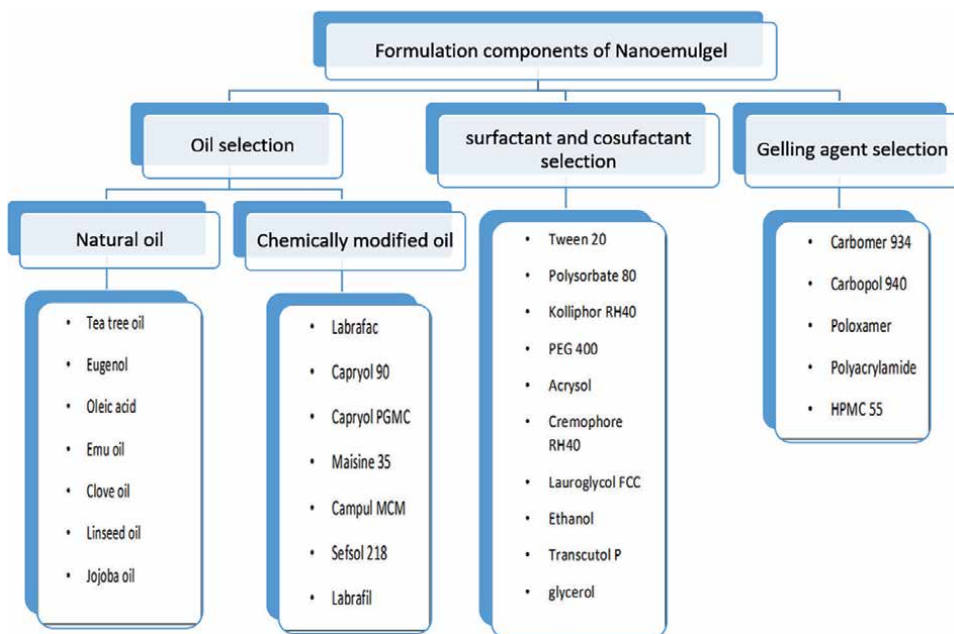 Formulation components of Nanoemulgel
Oil selection
surfactant and cosufactant
selection
Gelling agent selection
Natural oil
Chemically modified oil
• Tea tree oil
• Eugenol
• Oleic acid
• Emu oil
• Clove oil
• Linseed oil
• Jojoba oil
• Labrafac
• Capryol 90
• Capryol PGMC
• Maisine 35
• Campul MCM
• Sefsol 218
• Labrafil
• Tween 20
• Polysorbate 80
• Kolliphor RH40
• PEG 400
• Acrysol
• Cremophore
RH40
• Lauroglycol FCC
• Ethanol
• Transcutol P
• glycerol
• Carbomer 934
• Carbopol 940
• Poloxamer
• Polyacrylamide
• HPMC 55